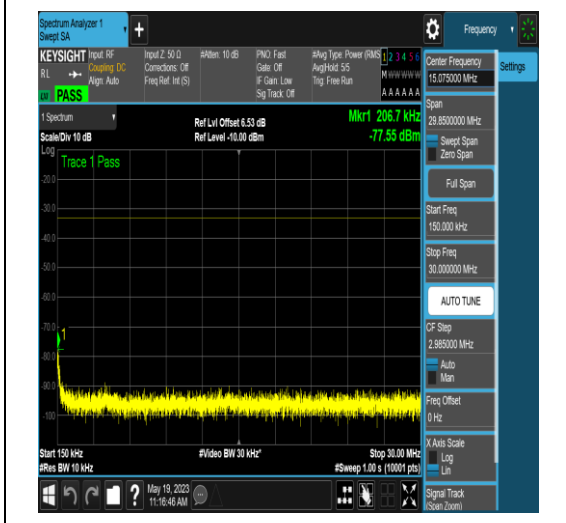 Spectrum Analyzer 1
Swept SA
+
Frequency
KEYSIGHT
RL
PASS
Input: RF
Coupling: DC
Align: Auto
Input Z: 50 Ω
Corrections: Off
Freq Ref: Int (S)
#Atten: 10 dB
PNO: Fast
Gate: Off
IF Gain: Low
Sig Track: Off
#Avg Type: Power (RMS
Avg|Hold: 5/5
Trig: Free Run
1 2 3 4 5 6
M W W W W W
A A A A A A
1 Spectrum
Scale/Div 10 dB
Ref Lvl Offset 6.53 dB
Ref Level -10.00 dBm
Mkr1 206.7 kHz
-77.55 dBm
Log
Trace 1 Pass
-20.0
-30.0
-40.0
-50.0
-60.0
-70.0
1
-80.0
-90.0
-100
Start 150 kHz
#Res BW 10 kHz
#Video BW 30 kHz*
Stop 30.00 MHz
#Sweep 1.00 s (10001 pts)
Center Frequency
15.075000 MHz
Settings
Span
29.8500000 MHz
Swept Span
Zero Span
Full Span
Start Freq
150.000 kHz
Stop Freq
30.000000 MHz
AUTO TUNE
CF Step
2.985000 MHz
Auto
Man
Freq Offset
0 Hz
X Axis Scale
Log
Lin
Signal Track
(Span Zoom)
?
May 19, 2023
11:16:46 AM